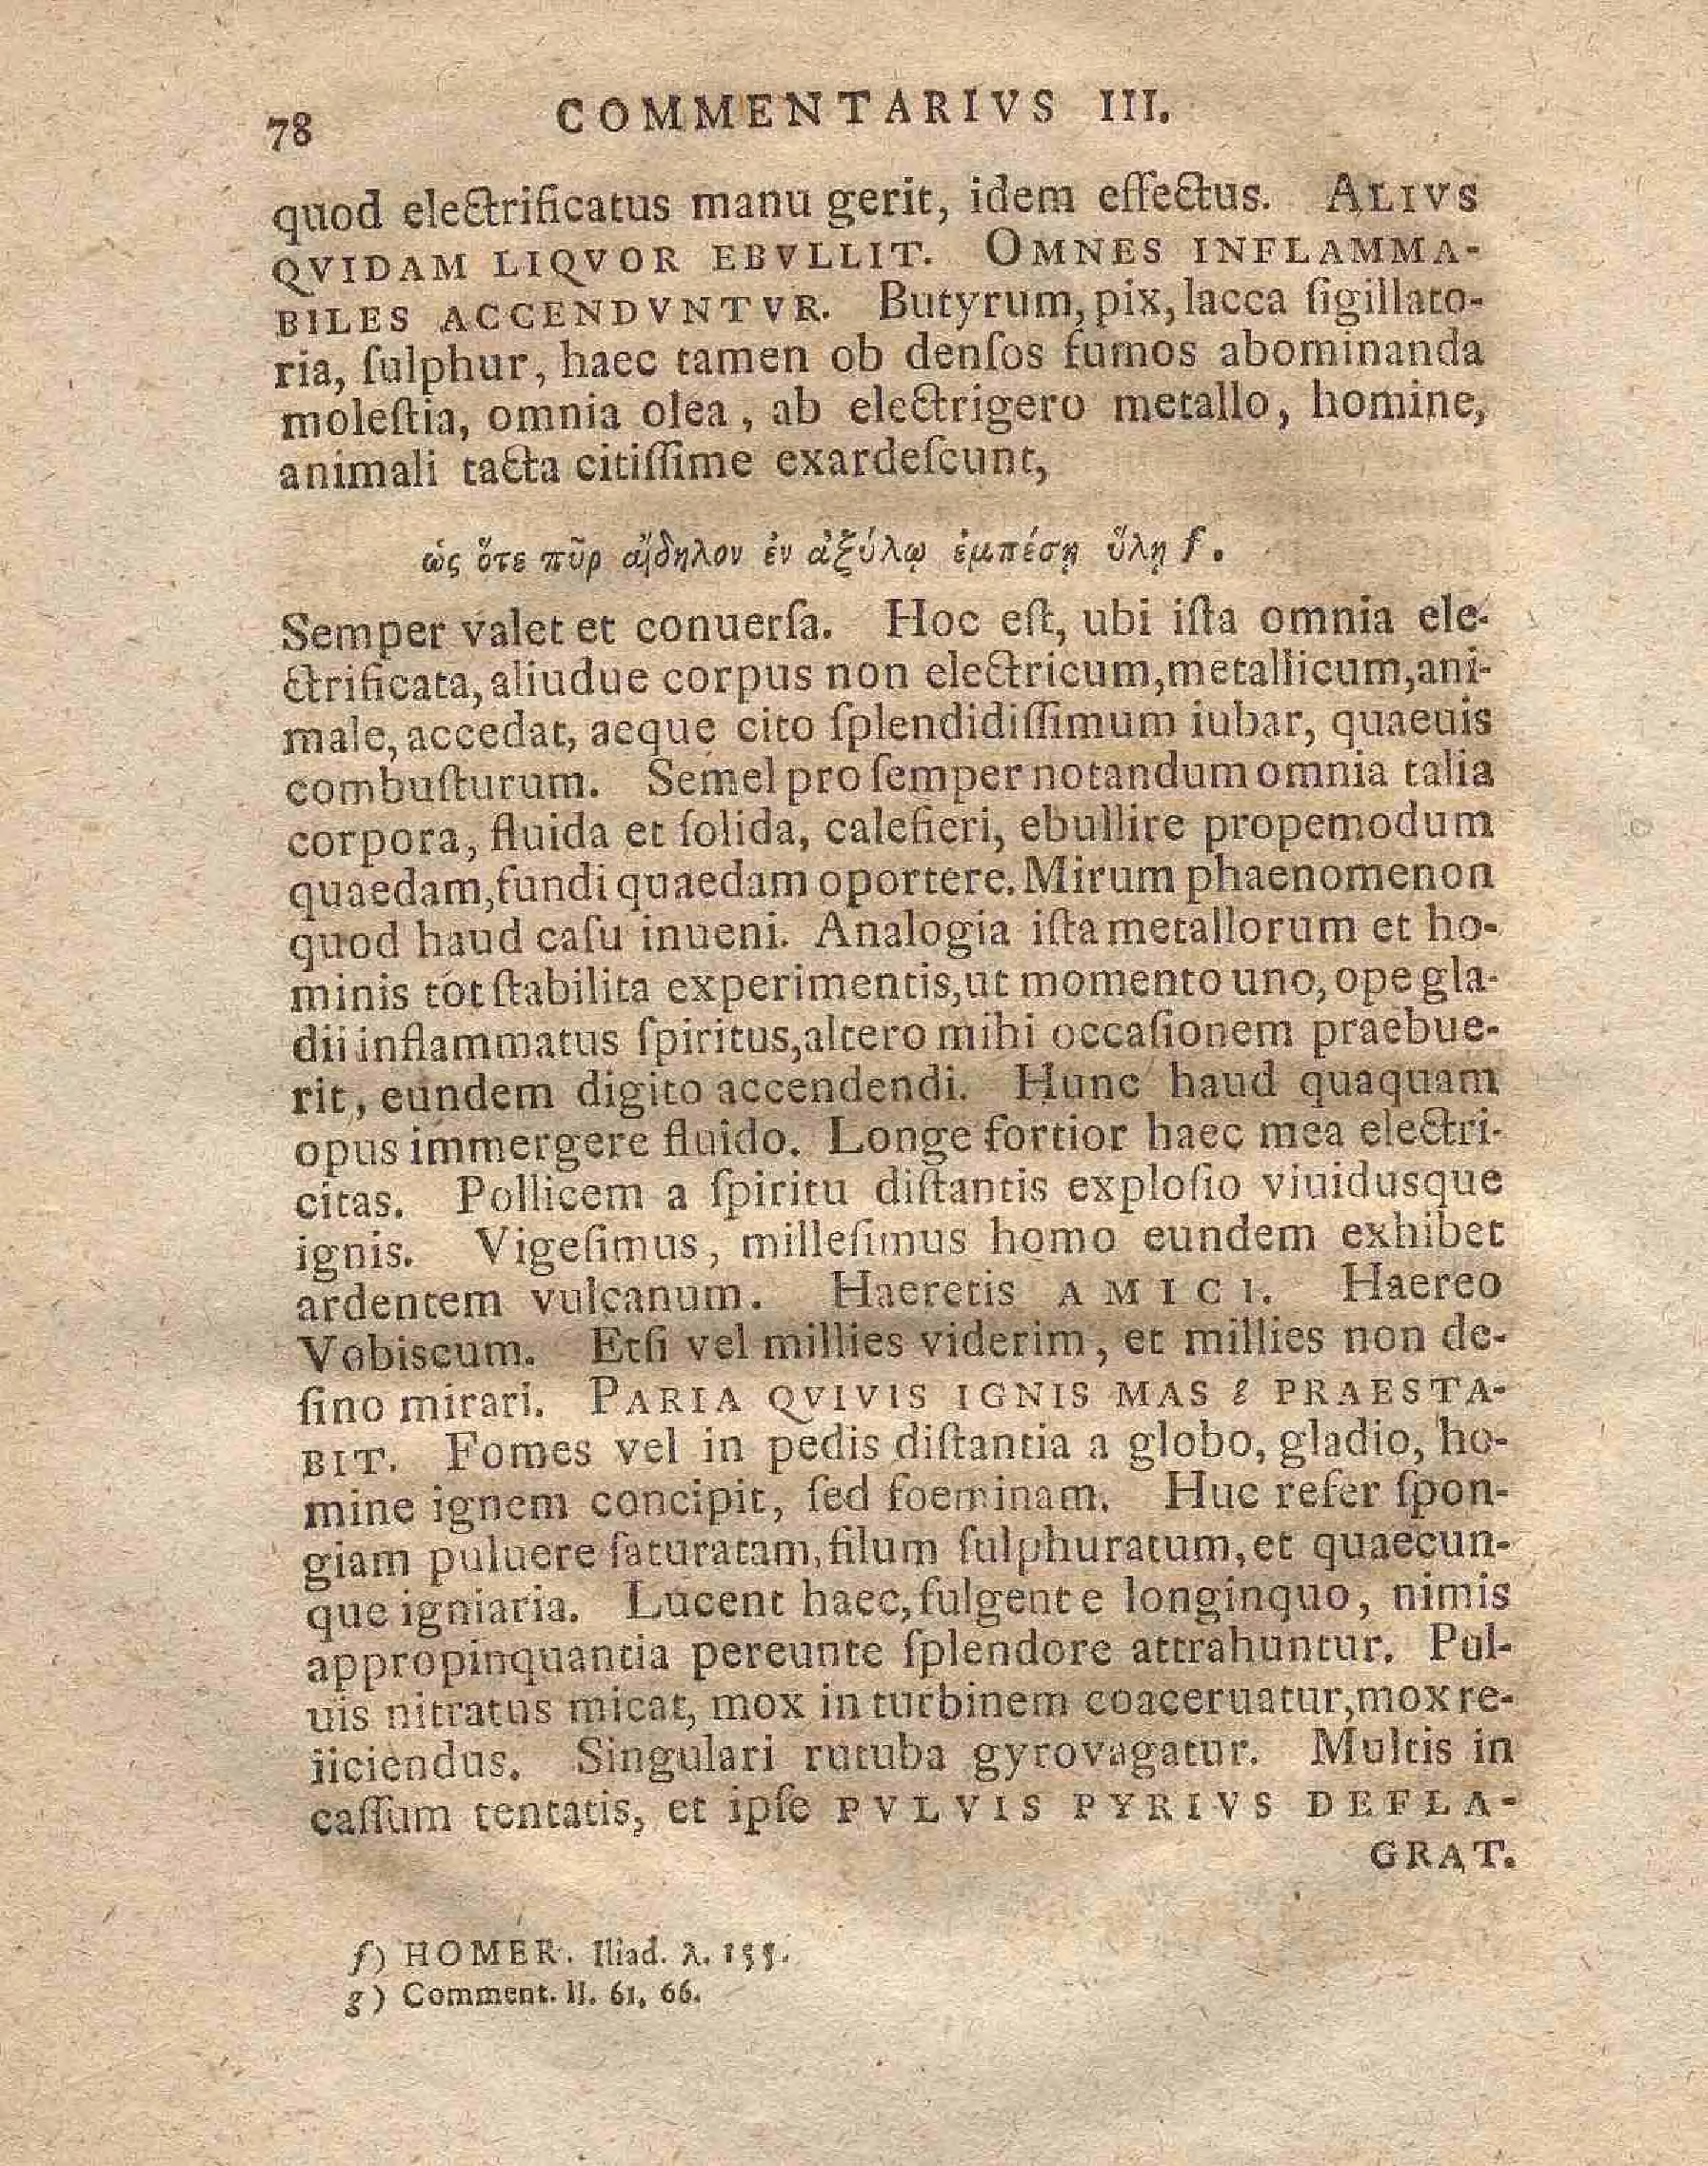 78 COMMENTARIVS III.
quod electrificatus manu gerit, idem effectus. ALIVS
QVIDAM LIQVOR EBVLLIT. OMNES INFLAMMA-
BILES ACCENDVNTVR. Butyrum, pix, lacca ſigillato-
ria, ſulphur, haec tamen ob denſos fumos abominanda
moleſtia, omnia olea, ab electrigero metallo, homine,
animali tacta citiſſime exardeſcunt,
ὡς ὅτε πῦρ ἀΐδηλον ἐν ἀξύλῳ ἐμπέσῃ ὕλῃ f.
Semper valet et conuerſa. Hoc eſt, ubi iſta omnia ele-
ctrificata, aliudue corpus non electricum, metallicum, ani-
male, accedat, aeque cito ſplendidiſſimum iubar, quaeuis
combuſturum. Semel pro ſemper notandum omnia talia
corpora, fluida et ſolida, calefieri, ebullire propemodum
quaedam, fundi quaedam oportere. Mirum phaenomenon
quod haud caſu inueni. Analogia iſta metallorum et ho-
minis tot ſtabilita experimentis, ut momento uno, ope gla-
dii inflammatus ſpiritus, altero mihi occaſionem praebue-
rit, eundem digito accendendi. Hunc haud quaquam
opus immergere fluido. Longe fortior haec mea electri-
citas. Pollicem a ſpiritu diſtantis exploſio viuidusque
ignis. Vigeſimus, milleſimus homo eundem exhibet
ardentem vulcanum. Haeretis AMICI. Haereo
Vobiscum. Etſi vel millies viderim, et millies non de-
ſino mirari. PARIA QVIVIS IGNIS MAS g PRAESTA-
BIT. Fomes vel in pedis diſtantia a globo, gladio, ho-
mine ignem concipit, ſed foeminam. Huc refer ſpon-
giam puluere ſaturatam, filum ſulphuratum, et quaecun-
que igniaria. Lucent haec, fulgent e longinquo, nimis
appropinquantia pereunte ſplendore attrahuntur. Pul-
uis nitratus micat, mox in turbinem coaceruatur, mox re-
iiciendus. Singulari rutuba gyrovagatur. Multis in
caſſum tentatis, et ipſe PVLVIS PYRIVS DEFLA-
GRAT.
f) HOMER. Iliad. λ. 155.
g) Comment. II. 61, 66.